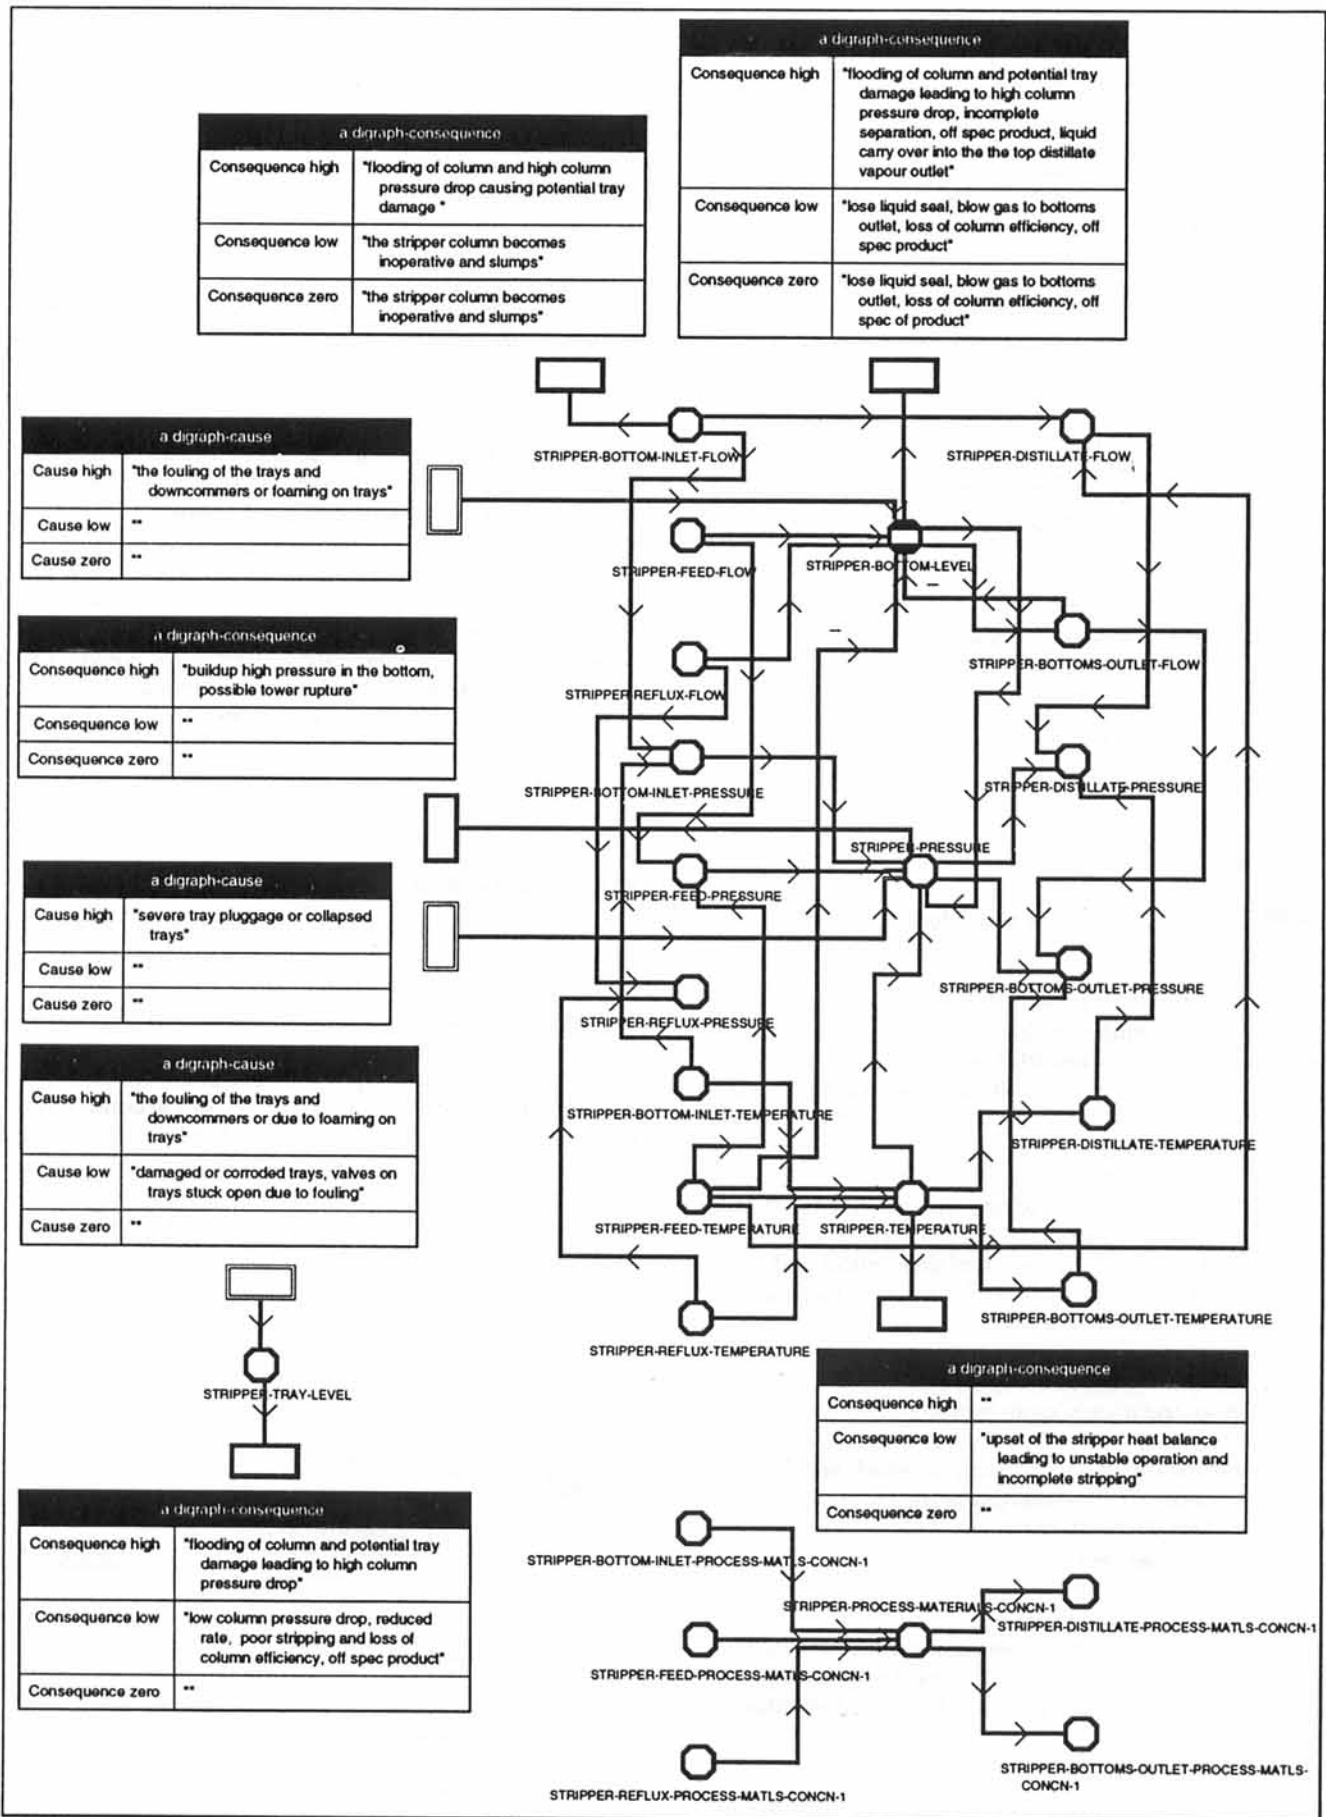 a digraph-consequence
Consequence high
"flooding of column and potential tray
damage leading to high column
pressure drop, incomplete
separation, off spec product, liquid
carry over into the the top distillate
vapour outlet"
Consequence low
"lose liquid seal, blow gas to bottoms
outlet, loss of column efficiency, off
spec product"
Consequence zero
"lose liquid seal, blow gas to bottoms
outlet, loss of column efficiency, off
spec of product"
a digraph-consequence
Consequence high
"flooding of column and high column
pressure drop causing potential tray
damage "
Consequence low
"the stripper column becomes
inoperative and slumps"
Consequence zero
"the stripper column becomes
inoperative and slumps"
a digraph-cause
Cause high
"the fouling of the trays and
downcommers or foaming on trays"
Cause low
""
Cause zero
""
a digraph-consequence
Consequence high
"buildup high pressure in the bottom,
possible tower rupture"
Consequence low
""
Consequence zero
""
a digraph-cause
Cause high
"severe tray pluggage or collapsed
trays"
Cause low
""
Cause zero
""
a digraph-cause
Cause high
"the fouling of the trays and
downcommers or due to foaming on
trays"
Cause low
"damaged or corroded trays, valves on
trays stuck open due to fouling"
Cause zero
""
STRIPPER-TRAY-LEVEL
a digraph-consequence
Consequence high
"flooding of column and potential tray
damage leading to high column
pressure drop"
Consequence low
"low column pressure drop, reduced
rate, poor stripping and loss of
column efficiency, off spec product"
Consequence zero
""
STRIPPER-BOTTOM-INLET-FLOW
STRIPPER-DISTILLATE-FLOW
STRIPPER-FEED-FLOW
STRIPPER-BOTTOM-LEVEL
–
–
STRIPPER-REFLUX-FLOW
STRIPPER-BOTTOMS-OUTLET-FLOW
STRIPPER-BOTTOM-INLET-PRESSURE
STRIPPER-DISTILLATE-PRESSURE
STRIPPER-PRESSURE
STRIPPER-FEED-PRESSURE
STRIPPER-BOTTOMS-OUTLET-PRESSURE
STRIPPER-REFLUX-PRESSURE
STRIPPER-BOTTOM-INLET-TEMPERATURE
STRIPPER-DISTILLATE-TEMPERATURE
STRIPPER-FEED-TEMPERATURE
STRIPPER-TEMPERATURE
STRIPPER-BOTTOMS-OUTLET-TEMPERATURE
STRIPPER-REFLUX-TEMPERATURE
a digraph-consequence
Consequence high
""
Consequence low
"upset of the stripper heat balance
leading to unstable operation and
incomplete stripping"
Consequence zero
""
STRIPPER-BOTTOM-INLET-PROCESS-MATLS-CONCN-1
STRIPPER-PROCESS-MATERIALS-CONCN-1
STRIPPER-DISTILLATE-PROCESS-MATLS-CONCN-1
STRIPPER-FEED-PROCESS-MATLS-CONCN-1
STRIPPER-BOTTOMS-OUTLET-PROCESS-MATLS-
CONCN-1
STRIPPER-REFLUX-PROCESS-MATLS-CONCN-1